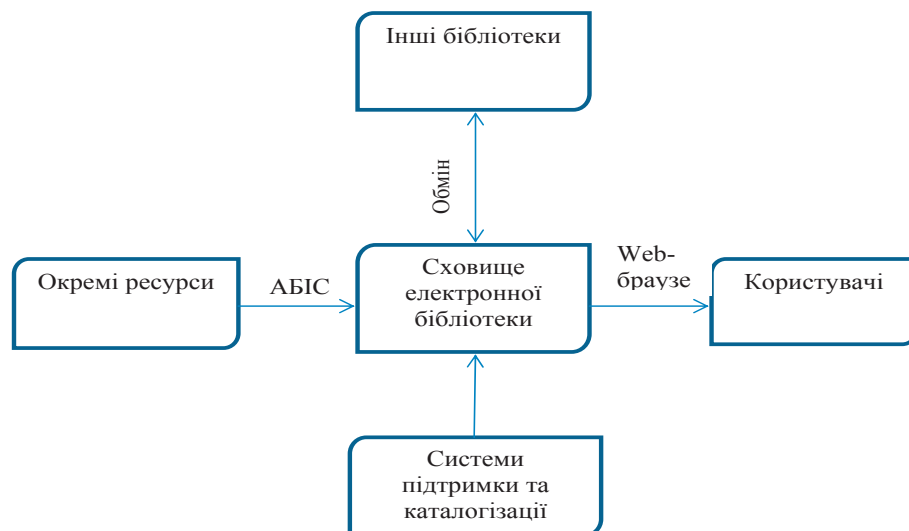 Інші бібліотеки
Обмін
Окремі ресурси
АБІС
Сховище
електронної
бібліотеки
Web-
браузе
Користувачі
Системи
підтримки та
каталогізації